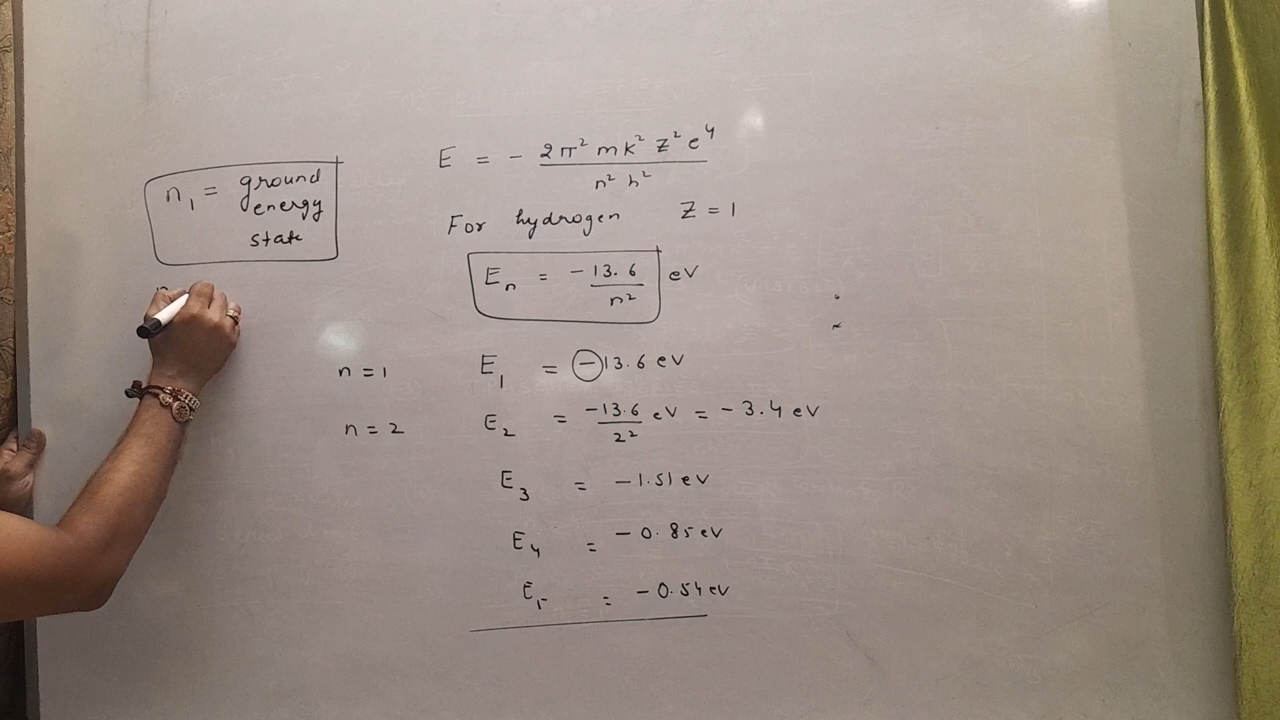 n₁ = ground
energy
state
E = - 2π² mk² z² e⁴ / n² h²
For hydrogen Z = 1
Eₙ = -13.6 / n² eV
n = 1 E₁ = -13.6 eV
n = 2 E₂ = -13.6 / 2² eV = -3.4 eV
E₃ = -1.51 eV
E₄ = -0.85 eV
E₅ = -0.54 eV